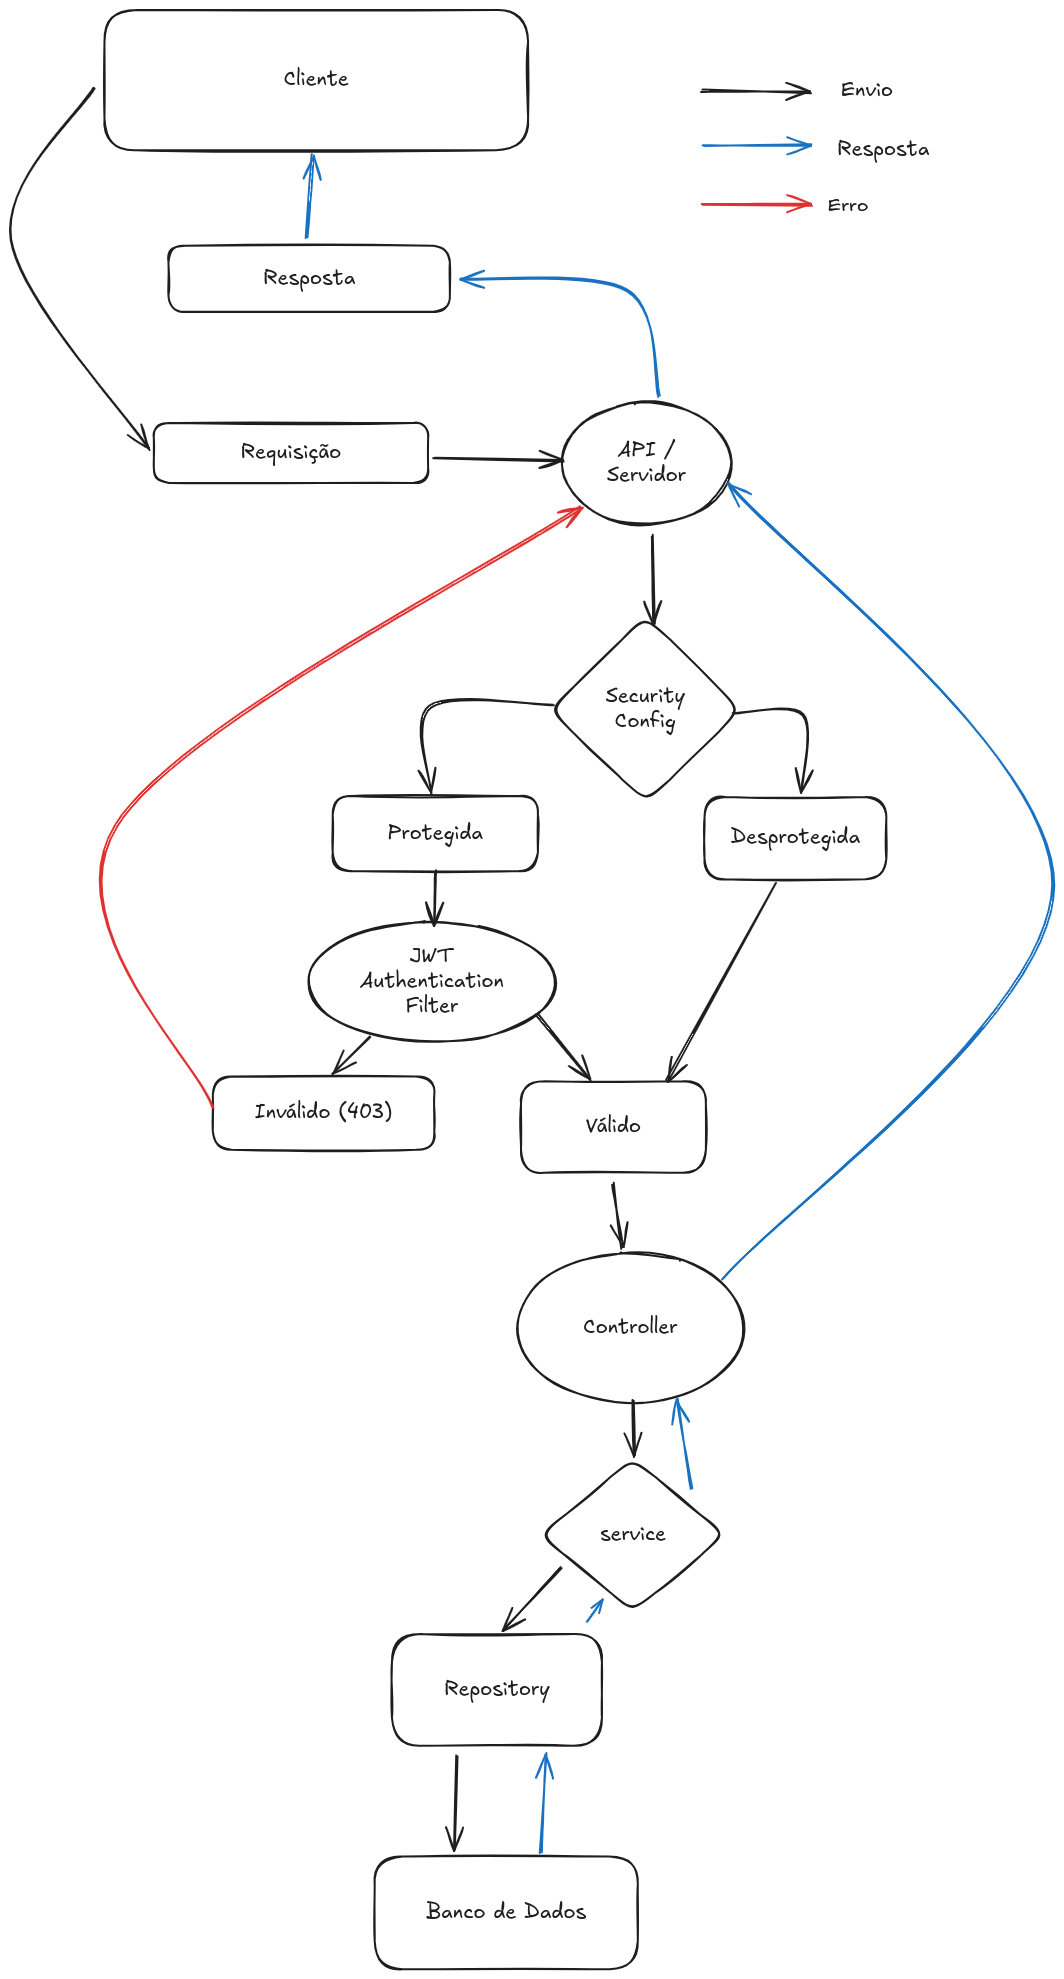 Cliente
Envio
Resposta
Erro
Resposta
Requisição
API /
Servidor
Security
Config
Protegida
Desprotegida
JWT
Authentication
Filter
Inválido (403)
Válido
Controller
service
Repository
Banco de Dados